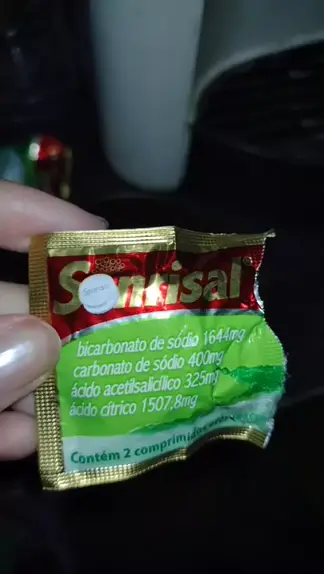 Sonrisal
bicarbonato de sódio 1644mg
carbonato de sódio 400mg
ácido acetilsalicílico 325mg
ácido cítrico 1507,8mg
Contém 2 comprimidos